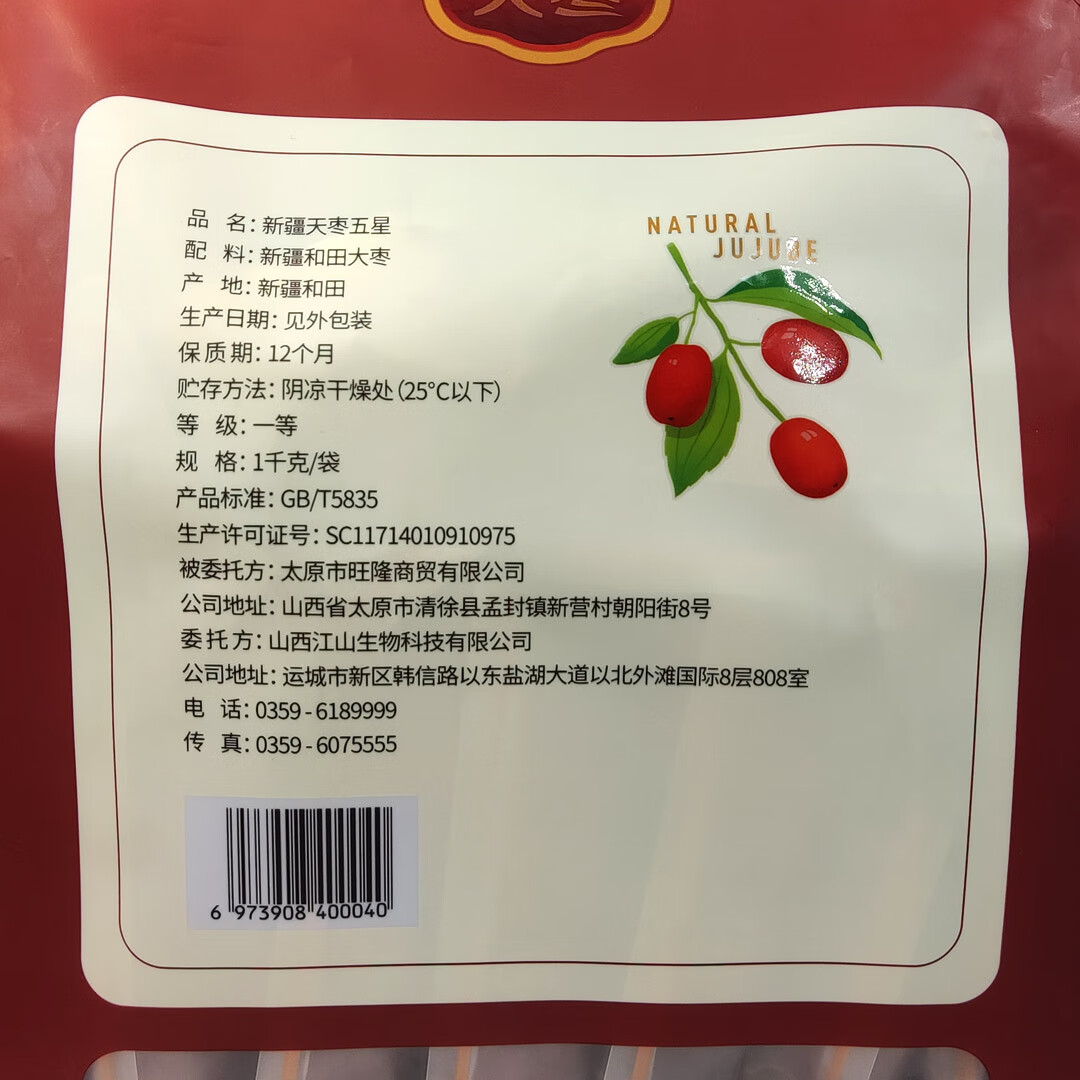 天枣
品 名：新疆天枣五星
配 料：新疆和田大枣
产 地：新疆和田
生产日期：见外包装
保质期：12个月
贮存方法：阴凉干燥处（25°C以下）
等 级：一等
规 格：1千克/袋
产品标准：GB/T5835
生产许可证号：SC11714010910975
被委托方：太原市旺隆商贸有限公司
公司地址：山西省太原市清徐县孟封镇新营村朝阳街8号
委托方：山西江山生物科技有限公司
公司地址：运城市新区韩信路以东盐湖大道以北外滩国际8层808室
电 话：0359-6189999
传 真：0359-6075555
NATURAL
JUJUBE
6 973908 400040